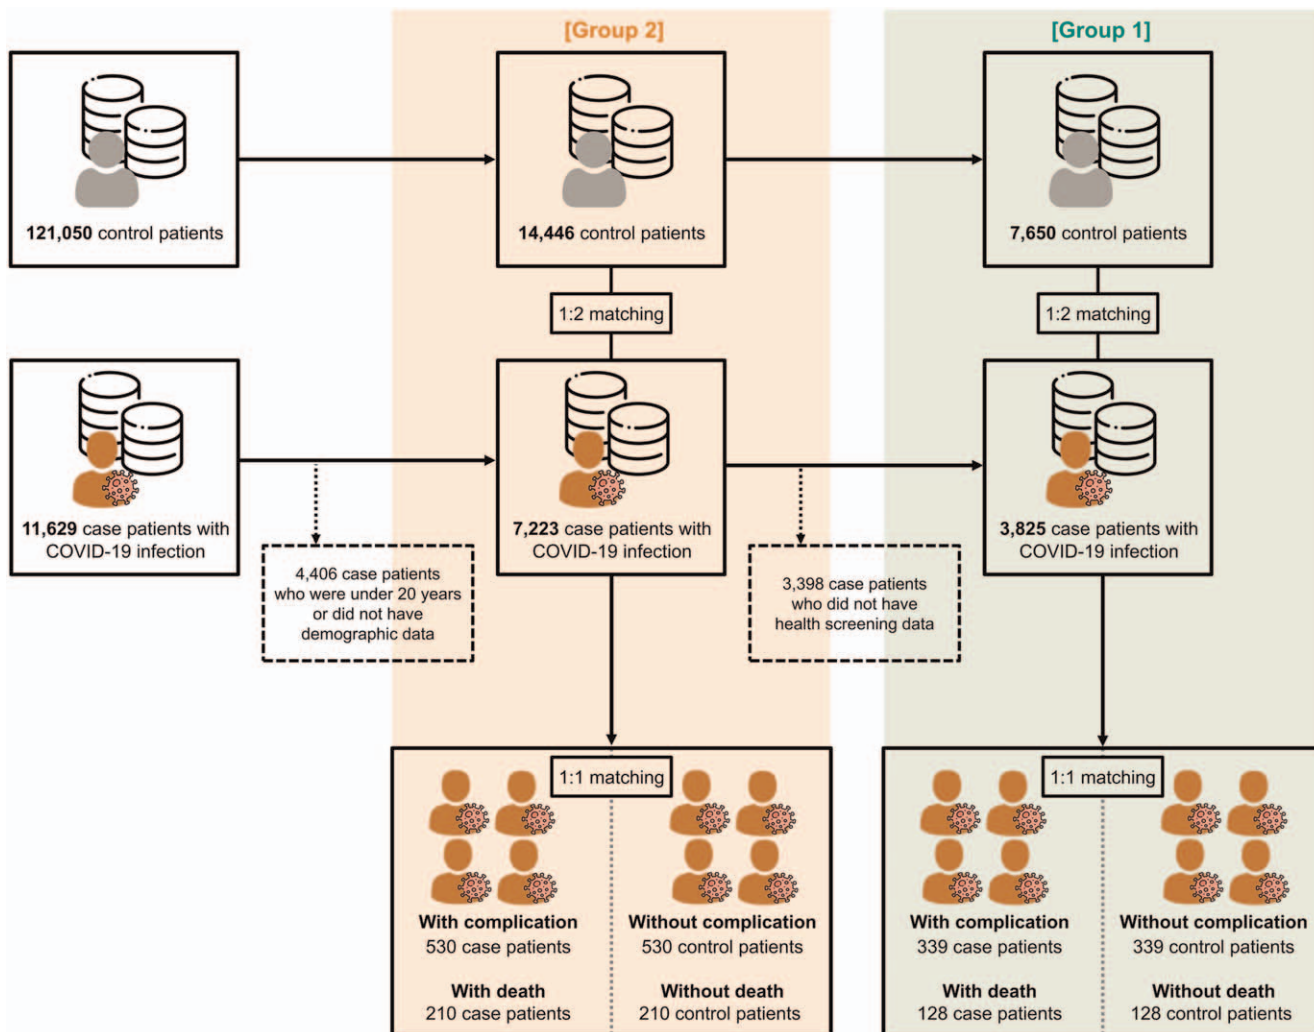 [Group 2]
[Group 1]
121,050 control patients
14,446 control patients
7,650 control patients
1:2 matching
1:2 matching
11,629 case patients with
COVID-19 infection
7,223 case patients with
COVID-19 infection
3,825 case patients with
COVID-19 infection
4,406 case patients
who were under 20 years
or did not have
demographic data
3,398 case patients
who did not have
health screening data
1:1 matching
With complication
530 case patients
Without complication
530 control patients
With death
210 case patients
Without death
210 control patients
1:1 matching
With complication
339 case patients
Without complication
339 control patients
With death
128 case patients
Without death
128 control patients